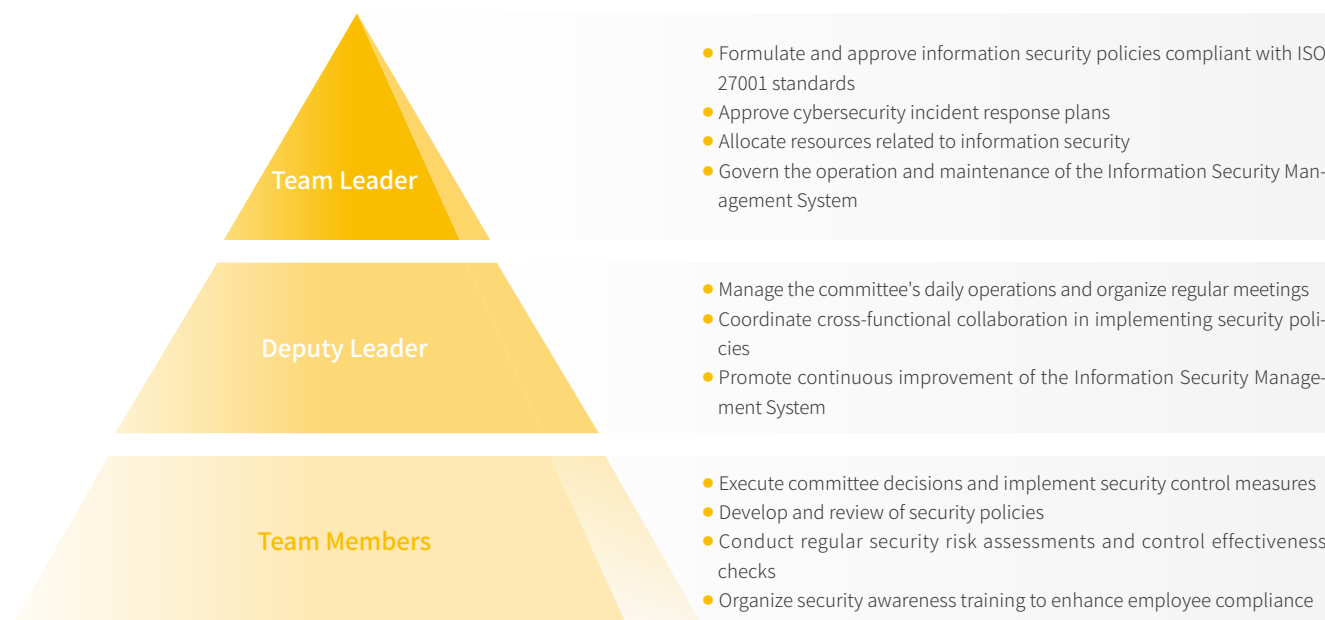 Team Leader
● Formulate and approve information security policies compliant with ISO
27001 standards
● Approve cybersecurity incident response plans
● Allocate resources related to information security
● Govern the operation and maintenance of the Information Security Man-
agement System
Deputy Leader
● Manage the committee's daily operations and organize regular meetings
● Coordinate cross-functional collaboration in implementing security poli-
cies
● Promote continuous improvement of the Information Security Manage-
ment System
Team Members
● Execute committee decisions and implement security control measures
● Develop and review of security policies
● Conduct regular security risk assessments and control effectiveness
checks
● Organize security awareness training to enhance employee compliance